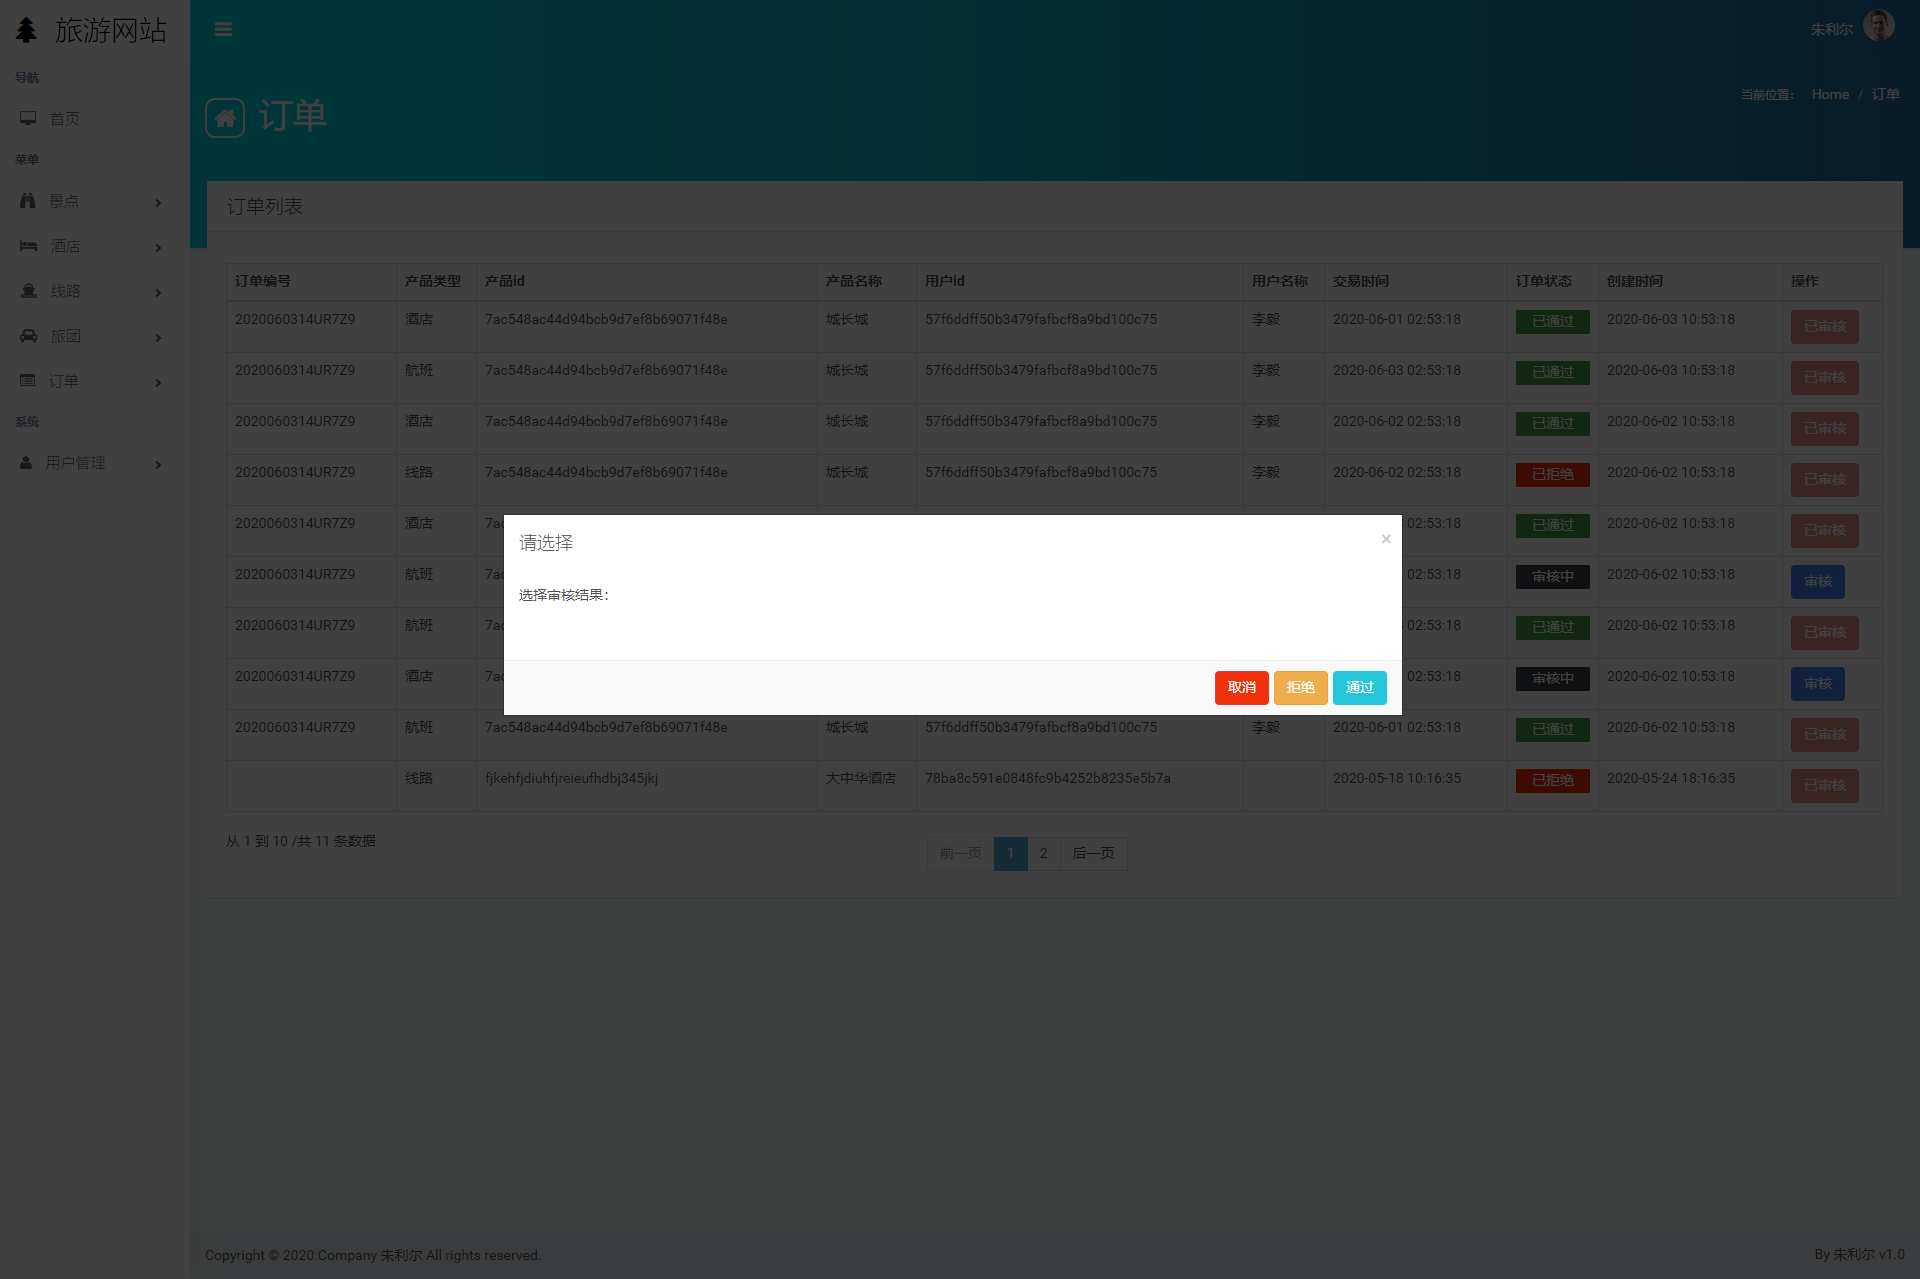 旅游网站
朱利尔
导航
首页
菜单
景点
酒店
线路
旅团
订单
系统
用户管理
订单
当前位置： Home / 订单
订单列表
订单编号 产品类型 产品id 产品名称 用户id 用户名称 交易时间 订单状态 创建时间 操作
2020060314UR7Z9 酒店 7ac548ac44d94bcb9d7ef8b69071f48e 城长城 57f6ddff50b3479fafbcf8a9bd100c75 李毅 2020-06-01 02:53:18 已通过 2020-06-03 10:53:18 已审核
2020060314UR7Z9 航班 7ac548ac44d94bcb9d7ef8b69071f48e 城长城 57f6ddff50b3479fafbcf8a9bd100c75 李毅 2020-06-03 02:53:18 已通过 2020-06-03 10:53:18 已审核
2020060314UR7Z9 酒店 7ac548ac44d94bcb9d7ef8b69071f48e 城长城 57f6ddff50b3479fafbcf8a9bd100c75 李毅 2020-06-02 02:53:18 已通过 2020-06-02 10:53:18 已审核
2020060314UR7Z9 线路 7ac548ac44d94bcb9d7ef8b69071f48e 城长城 57f6ddff50b3479fafbcf8a9bd100c75 李毅 2020-06-02 02:53:18 已拒绝 2020-06-02 10:53:18 已审核
2020060314UR7Z9 酒店 02:53:18 已通过 2020-06-02 10:53:18 已审核
2020060314UR7Z9 航班 02:53:18 审核中 2020-06-02 10:53:18 审核
2020060314UR7Z9 航班 02:53:18 已通过 2020-06-02 10:53:18 已审核
2020060314UR7Z9 酒店 02:53:18 审核中 2020-06-02 10:53:18 审核
2020060314UR7Z9 航班 7ac548ac44d94bcb9d7ef8b69071f48e 城长城 57f6ddff50b3479fafbcf8a9bd100c75 李毅 2020-06-01 02:53:18 已通过 2020-06-02 10:53:18 已审核
线路 fjkehfjdiuhfjreieufhdbj345jkj 大中华酒店 78ba8c591e0848fc9b4252b8235e5b7a 2020-05-18 10:16:35 已拒绝 2020-05-24 18:16:35 已审核
请选择 ×
选择审核结果：
取消 拒绝 通过
从 1 到 10 /共 11 条数据
前一页 1 2 后一页
Copyright © 2020.Company 朱利尔 All rights reserved.
By 朱利尔 v1.0